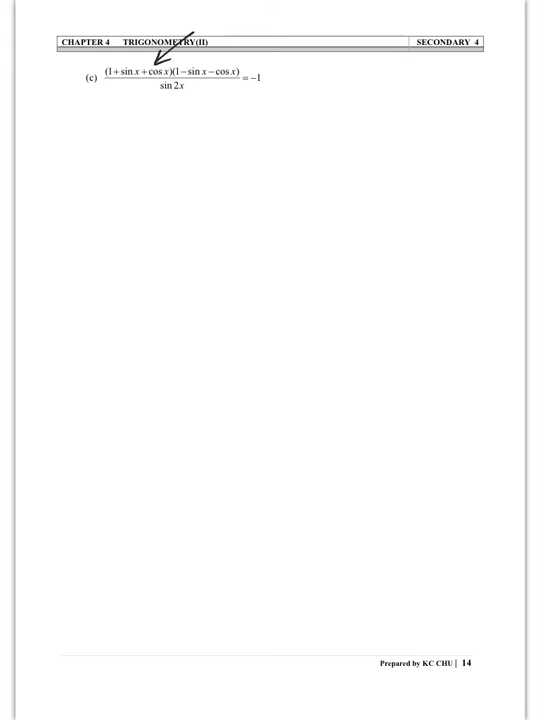 CHAPTER 4 TRIGONOMETRY(II) SECONDARY 4
(c) (1+sin x+cos x)(1−sin x−cos x)
sin 2x
= −1
Prepared by KC CHU | 14